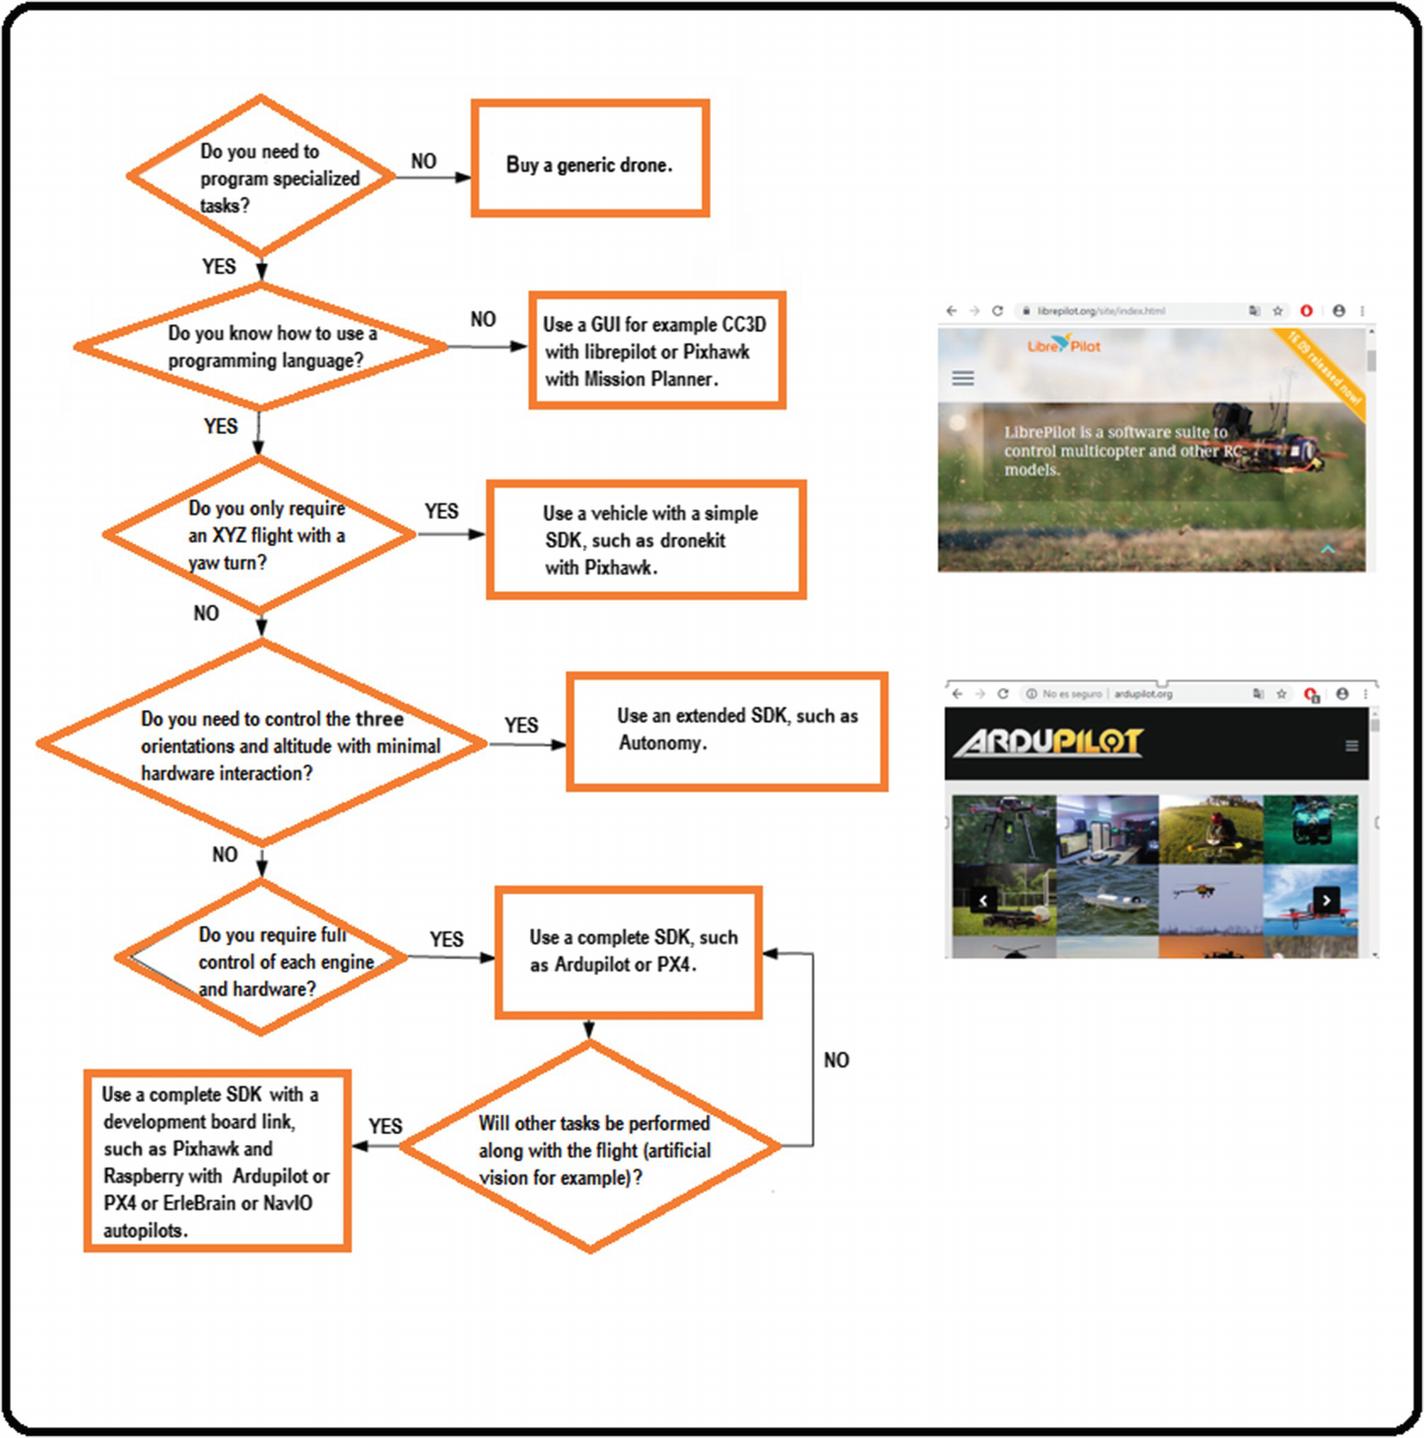 Do you need to
program specialized
tasks?
NO
Buy a generic drone.
YES
Do you know how to use a
programming language?
NO
Use a GUI for example CC3D
with librepilot or Pixhawk
with Mission Planner.
YES
Do you only require
an XYZ flight with a
yaw turn?
YES
Use a vehicle with a simple
SDK, such as dronekit
with Pixhawk.
NO
Do you need to control the three
orientations and altitude with minimal
hardware interaction?
YES
Use an extended SDK, such as
Autonomy.
NO
Do you require full
control of each engine
and hardware?
YES
Use a complete SDK, such
as Ardupilot or PX4.
NO
Will other tasks be performed
along with the flight (artificial
vision for example)?
YES
Use a complete SDK with a
development board link,
such as Pixhawk and
Raspberry with Ardupilot or
PX4 or ErleBrain or NavIO
autopilots.
librepilot.org/site/index.html
LibrePilot
16.09 released now!
LibrePilot is a software suite to
control multicopter and other RC-
models.
No es seguro | ardupilot.org
ARDUPILOT